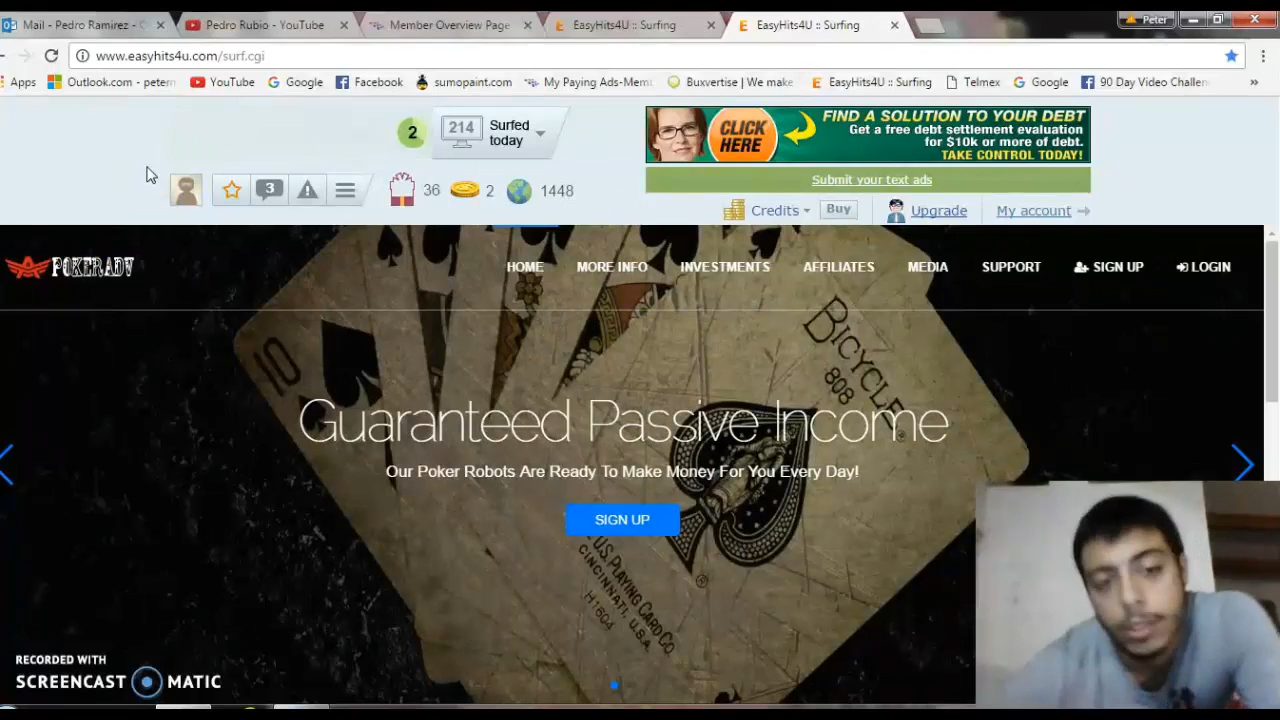 Mail - Pedro Ramirez -
Pedro Rubio - YouTube
Member Overview Page
EasyHits4U :: Surfing
EasyHits4U :: Surfing
Peter
www.easyhits4u.com/surf.cgi
Apps
Outlook.com - peter
YouTube
Google
Facebook
sumopaint.com
My Paying Ads-Mem
Buxvertise | We make
EasyHits4U :: Surfing
Telmex
Google
90 Day Video Challen
»
2
214
Surfed
today
CLICK
HERE
FIND A SOLUTION TO YOUR DEBT
Get a free debt settlement evaluation
for $10k or more of debt.
TAKE CONTROL TODAY!
Submit your text ads
3
36
2
1448
Credits
Buy
Upgrade
My account
POKERADV
HOME
MORE INFO
INVESTMENTS
AFFILIATES
MEDIA
SUPPORT
SIGN UP
LOGIN
10
BICYCLE®
808
Guaranteed Passive Income
Our Poker Robots Are Ready To Make Money For You Every Day!
SIGN UP
®
U.S. PLAYING CARD CO
CINCINNATI, U.S.A
H1504
RECORDED WITH
SCREENCAST MATIC